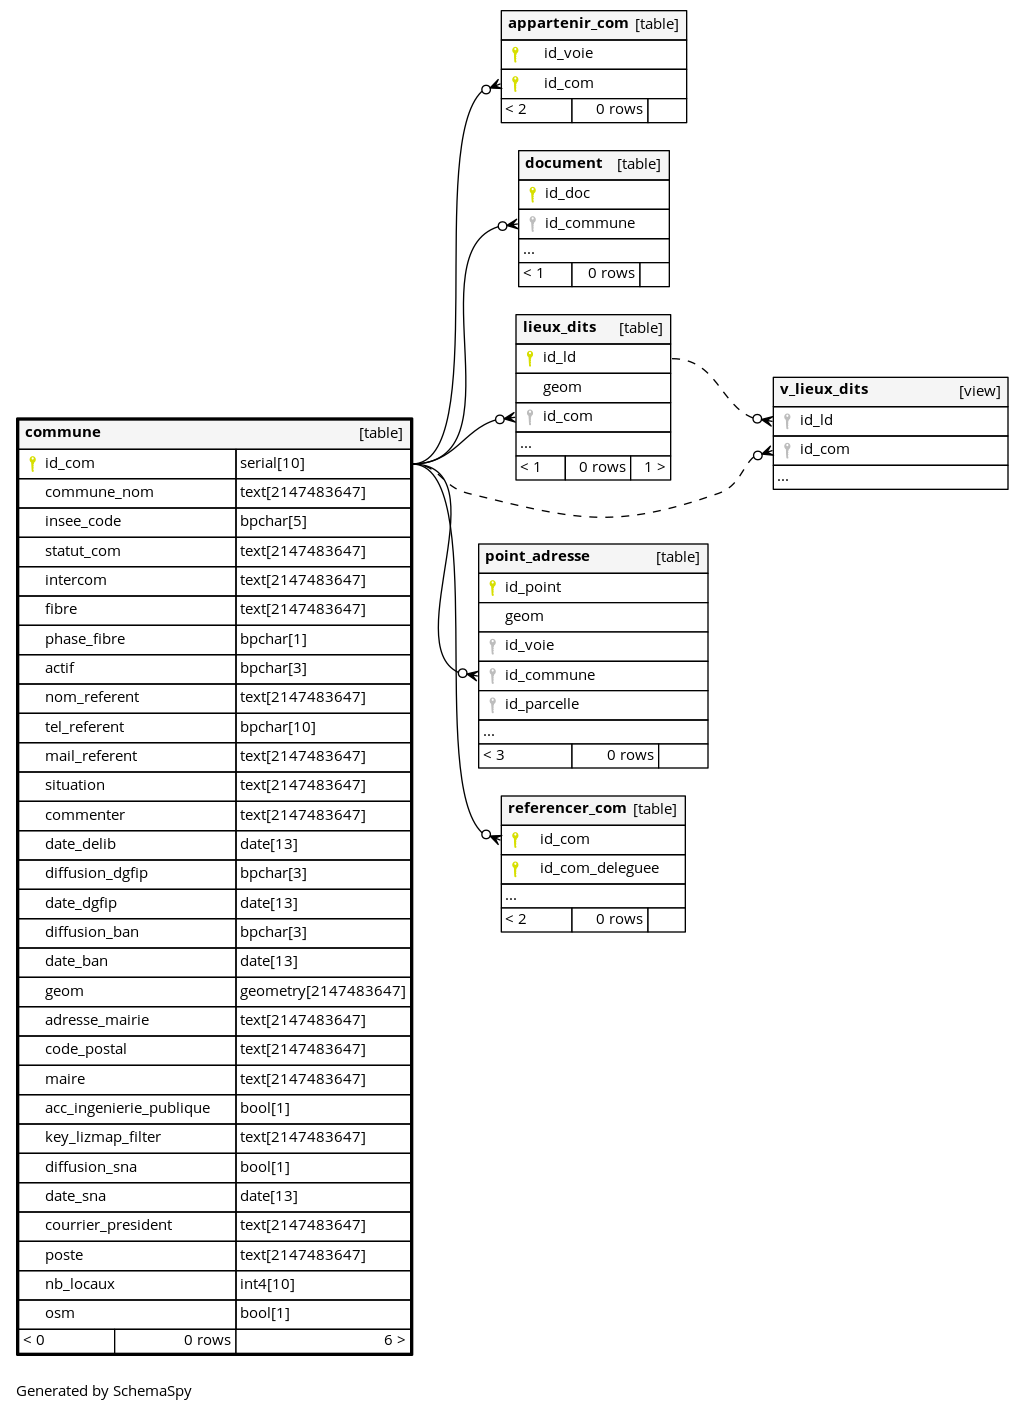 appartenir_com [table]
id_voie
id_com
< 2 0 rows
document [table]
id_doc
id_commune
...
< 1 0 rows
lieux_dits [table]
id_ld
geom
id_com
...
< 1 0 rows 1 >
v_lieux_dits [view]
id_ld
id_com
...
commune [table]
id_com serial[10]
commune_nom text[2147483647]
insee_code bpchar[5]
statut_com text[2147483647]
intercom text[2147483647]
fibre text[2147483647]
phase_fibre bpchar[1]
actif bpchar[3]
nom_referent text[2147483647]
tel_referent bpchar[10]
mail_referent text[2147483647]
situation text[2147483647]
commenter text[2147483647]
date_delib date[13]
diffusion_dgfip bpchar[3]
date_dgfip date[13]
diffusion_ban bpchar[3]
date_ban date[13]
geom geometry[2147483647]
adresse_mairie text[2147483647]
code_postal text[2147483647]
maire text[2147483647]
acc_ingenierie_publique bool[1]
key_lizmap_filter text[2147483647]
diffusion_sna bool[1]
date_sna date[13]
courrier_president text[2147483647]
poste text[2147483647]
nb_locaux int4[10]
osm bool[1]
< 0 0 rows 6 >
point_adresse [table]
id_point
geom
id_voie
id_commune
id_parcelle
...
< 3 0 rows
referencer_com [table]
id_com
id_com_deleguee
...
< 2 0 rows
Generated by SchemaSpy